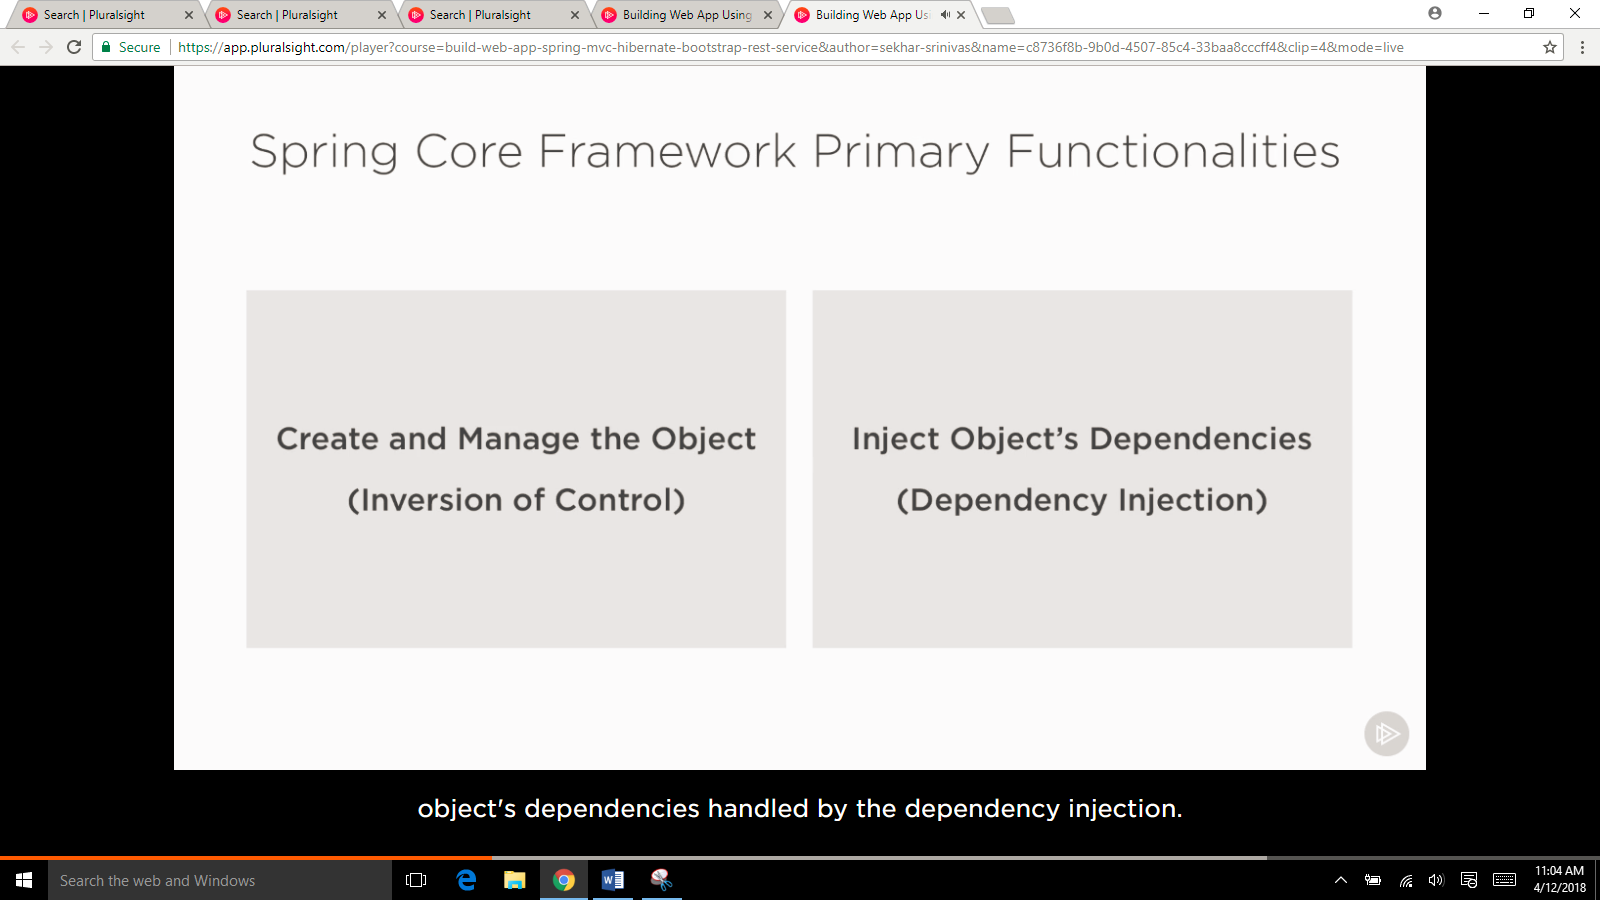 Search | Pluralsight
Search | Pluralsight
Search | Pluralsight
Building Web App Using
Building Web App Us
Secure
https://app.pluralsight.com/player?course=build-web-app-spring-mvc-hibernate-bootstrap-rest-service&author=sekhar-srinivas&name=c8736f8b-9b0d-4507-85c4-33baa8cccff4&clip=4&mode=live
Spring Core Framework Primary Functionalities
Create and Manage the Object
(Inversion of Control)
Inject Object's Dependencies
(Dependency Injection)
object's dependencies handled by the dependency injection.
Search the web and Windows
11:04 AM
4/12/2018